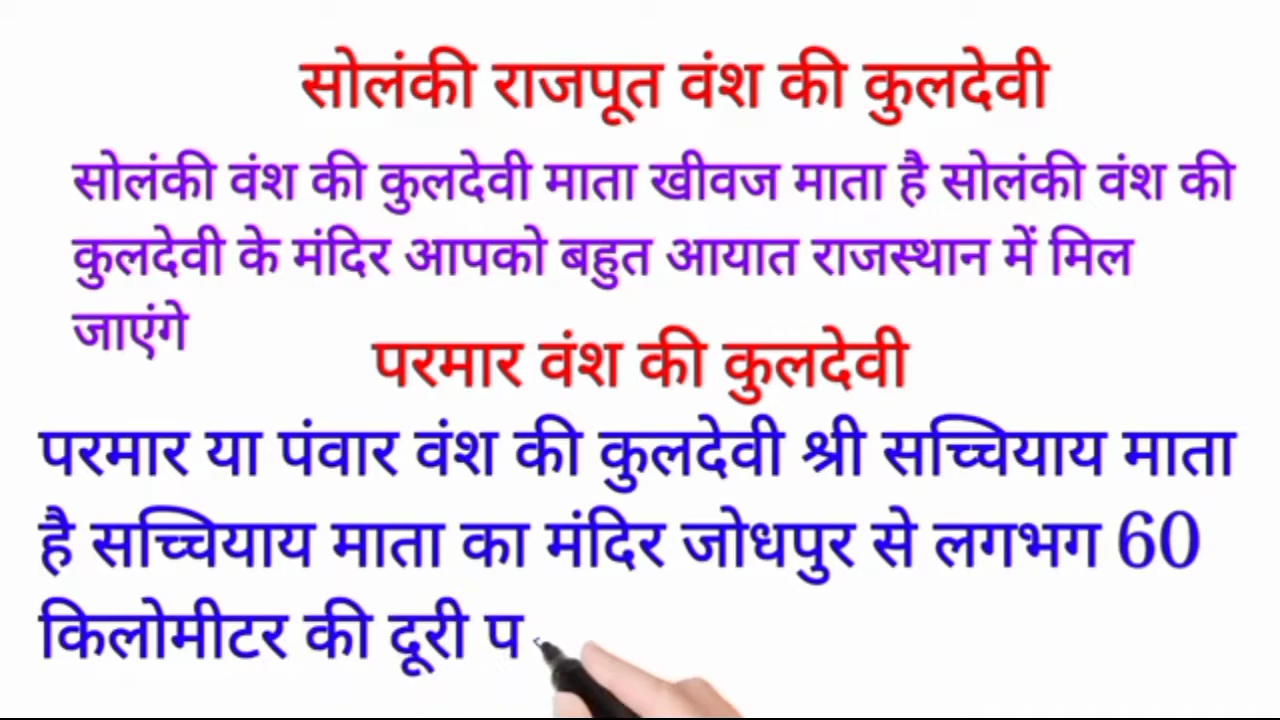 सोलंकी राजपूत वंश की कुलदेवी
सोलंकी वंश की कुलदेवी माता खीवज माता है सोलंकी वंश की
कुलदेवी के मंदिर आपको बहुत आयात राजस्थान में मिल
जाएंगे
परमार वंश की कुलदेवी
परमार या पंवार वंश की कुलदेवी श्री सच्चियाय माता
है सच्चियाय माता का मंदिर जोधपुर से लगभग 60
किलोमीटर की दूरी प